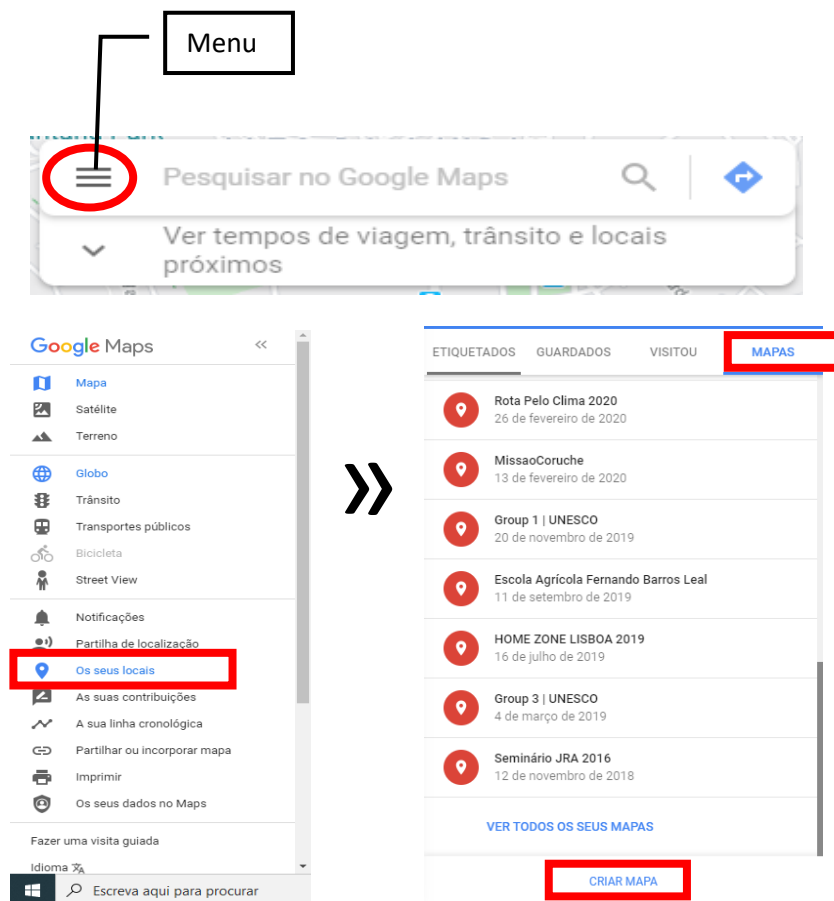 Menu
Pesquisar no Google Maps
Ver tempos de viagem, trânsito e locais
próximos
Google Maps
Mapa
Satélite
Terreno
Globo
Trânsito
Transportes públicos
Bicicleta
Street View
Notificações
Partilha de localização
Os seus locais
As suas contribuições
A sua linha cronológica
Partilhar ou incorporar mapa
Imprimir
Os seus dados no Maps
Fazer uma visita guiada
Idioma
Escreva aqui para procurar
ETIQUETADOS GUARDADOS VISITOU MAPAS
Rota Pelo Clima 2020
26 de fevereiro de 2020
MissaoCoruche
13 de fevereiro de 2020
Group 1 | UNESCO
20 de novembro de 2019
Escola Agrícola Fernando Barros Leal
11 de setembro de 2019
HOME ZONE LISBOA 2019
16 de julho de 2019
Group 3 | UNESCO
4 de março de 2019
Seminário JRA 2016
12 de novembro de 2018
VER TODOS OS SEUS MAPAS
CRIAR MAPA